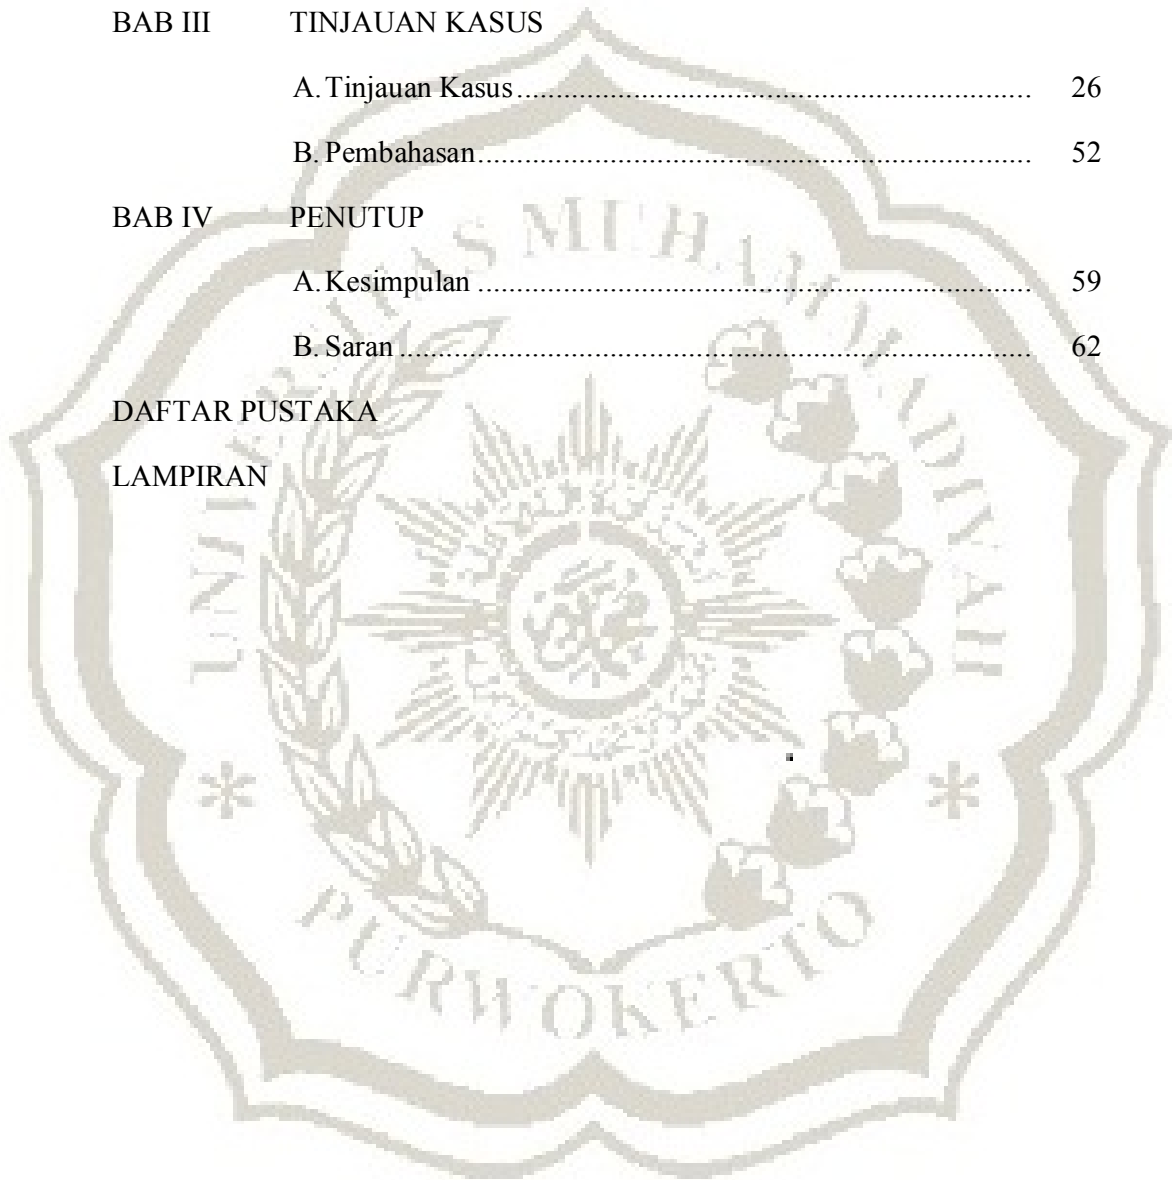 BAB III TINJAUAN KASUS
A. Tinjauan Kasus ................................................................ 26
B. Pembahasan..................................................................... 52
BAB IV PENUTUP
A. Kesimpulan ..................................................................... 59
B. Saran ............................................................................... 62
DAFTAR PUSTAKA
LAMPIRAN
UNIVERSITAS MUHAMMADIYAH
PURWOKERTO